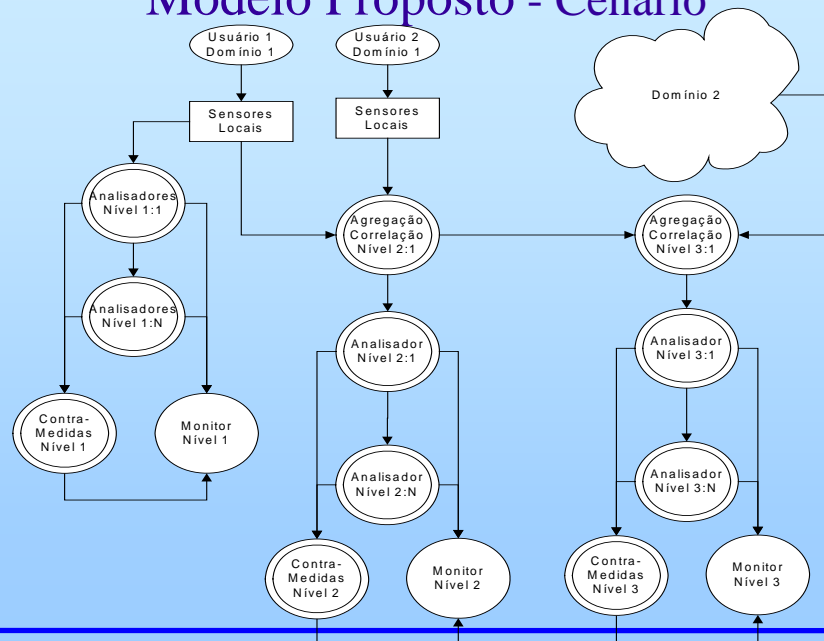 Modelo Proposto - Cenário
Usuário 1
Domínio 1
Usuário 2
Domínio 1
Domínio 2
Sensores
Locais
Sensores
Locais
Analisadores
Nível 1:1
Agregação
Correlação
Nível 2:1
Agregação
Correlação
Nível 3:1
Analisadores
Nível 1:N
Analisador
Nível 2:1
Analisador
Nível 3:1
Contra-
Medidas
Nível 1
Monitor
Nível 1
Analisador
Nível 2:N
Analisador
Nível 3:N
Contra-
Medidas
Nível 2
Monitor
Nível 2
Contra-
Medidas
Nível 3
Monitor
Nível 3